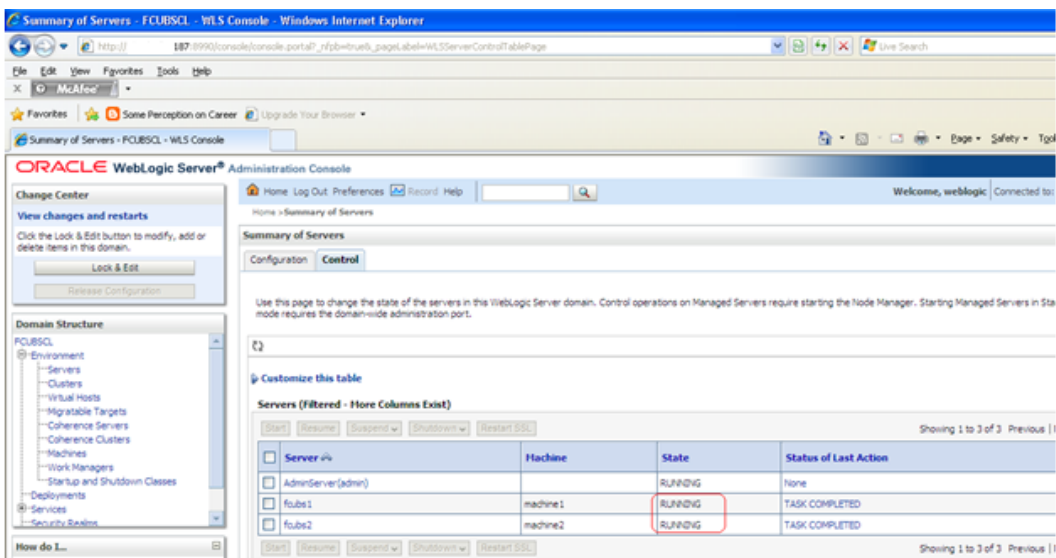 Summary of Servers - FCUBSCL - WLS Console - Windows Internet Explorer
http:// 187:8990/console/console.portal?_nfpb=true&_pageLabel=WLSServerControlTablePage
Live Search
File Edit View Favorites Tools Help
X McAfee
Favorites Some Perception on Career Upgrade Your Browser
Summary of Servers - FCUBSCL - WLS Console
Page Safety
ORACLE WebLogic Server® Administration Console
Change Center
View changes and restarts
Click the Lock & Edit button to modify, add or
delete items in this domain.
Lock & Edit
Release Configuration
Domain Structure
FCUBSCL
Environment
Servers
Clusters
Virtual Hosts
Migratable Targets
Coherence Servers
Coherence Clusters
Machines
Work Managers
Startup and Shutdown Classes
Deployments
Services
Security Realms
How do I...
Home Log Out Preferences Record Help
Welcome, weblogic Connected to:
Home >Summary of Servers
Summary of Servers
Configuration Control
Use this page to change the state of the servers in this WebLogic Server domain. Control operations on Managed Servers require starting the Node Manager. Starting Managed Servers in Sta
mode requires the domain-wide administration port.
Customize this table
Servers (Filtered - More Columns Exist)
Start Resume Suspend Shutdown Restart SSL
Showing 1 to 3 of 3 Previous
Server Machine State Status of Last Action
AdminServer(admin) RUNNING None
fcubs1 machine1 RUNNING TASK COMPLETED
fcubs2 machine2 RUNNING TASK COMPLETED
Start Resume Suspend Shutdown Restart SSL
Showing 1 to 3 of 3 Previous